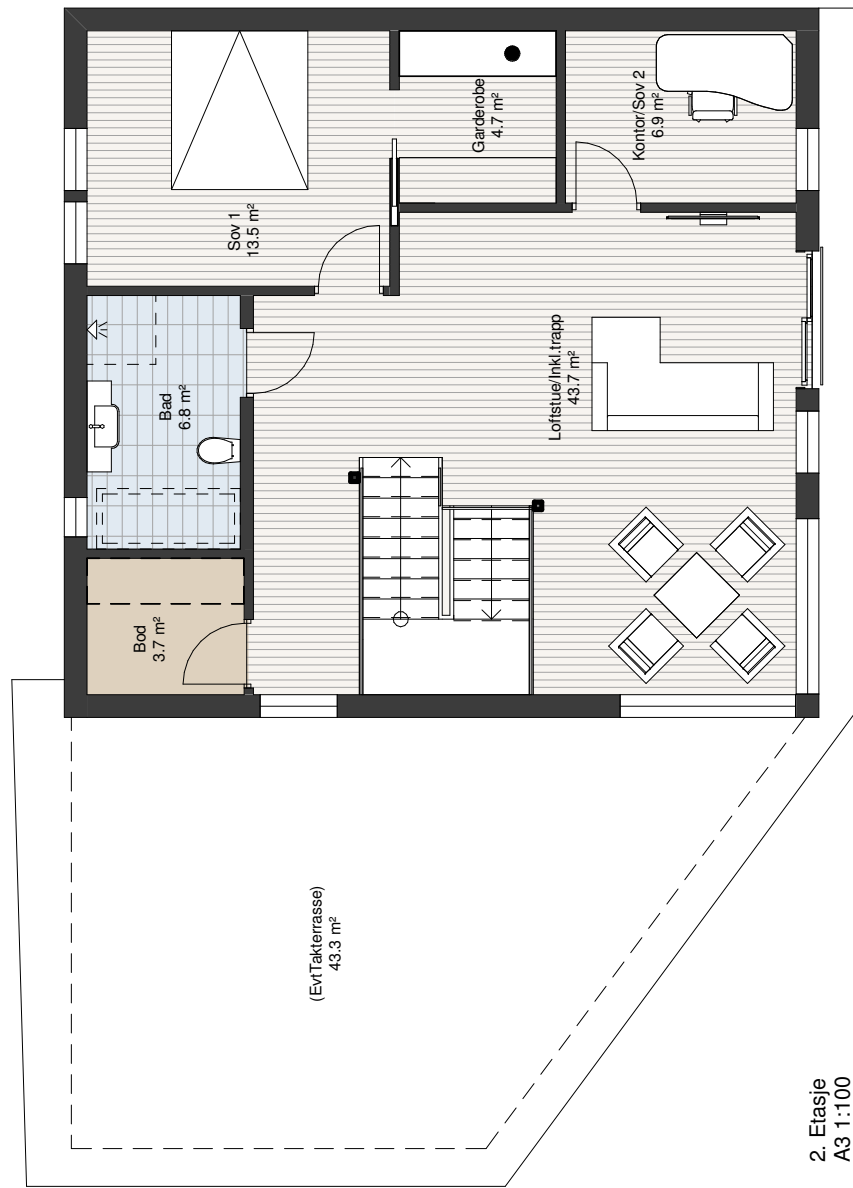 Sov 1
13.5 m²
Garderobe
4.7 m²
Kontor/Sov 2
6.9 m²
Bad
6.8 m²
Loftstue/Inkl.trapp
43.7 m²
Bod
3.7 m²
(EvtTakterrasse)
43.3 m²
2. Etasje
A3 1:100